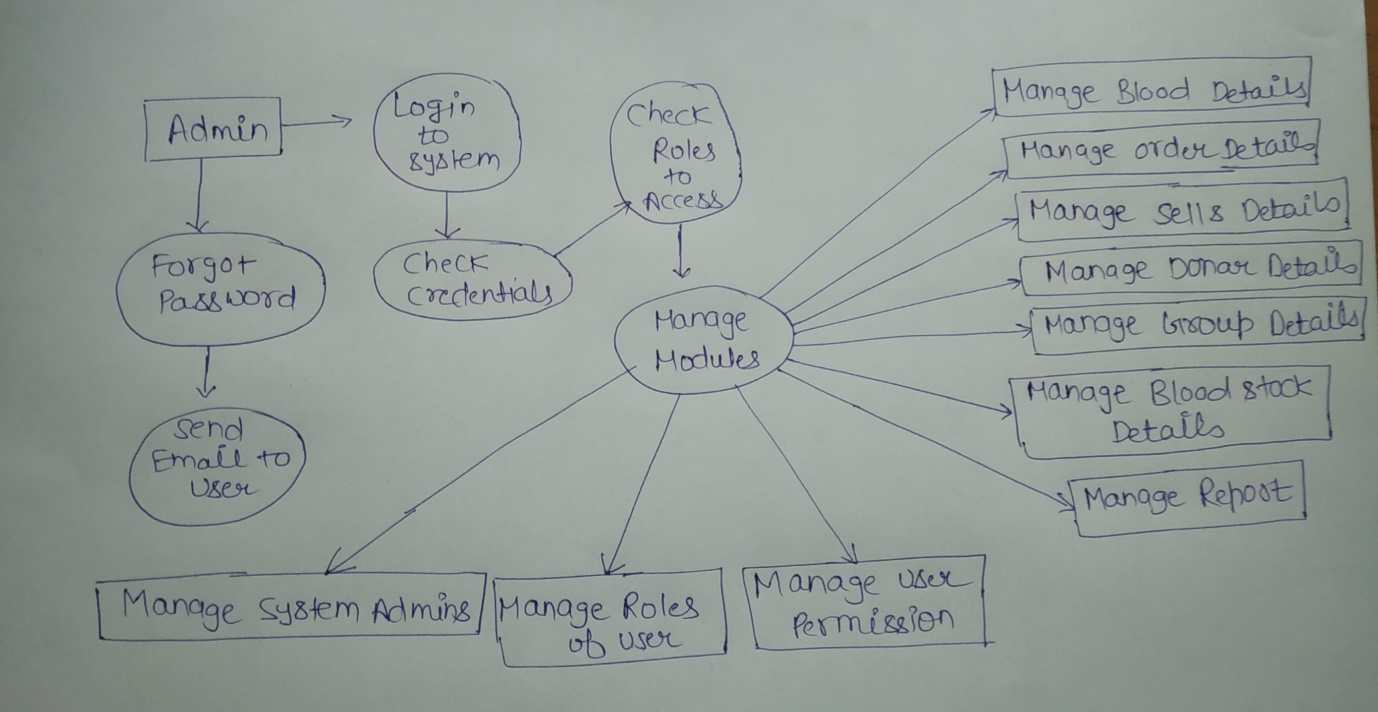 Admin
Login
to
system
Check
Roles
to
Access
Forgot
Password
Check
Credentials
Send
Email to
User
Manage
Modules
Manage Blood Details
Manage order Details
Manage Sells Details
Manage Donar Details
Manage Group Details
Manage Blood stock
Details
Manage Report
Manage System Admins
Manage Roles
of user
Manage user
Permission